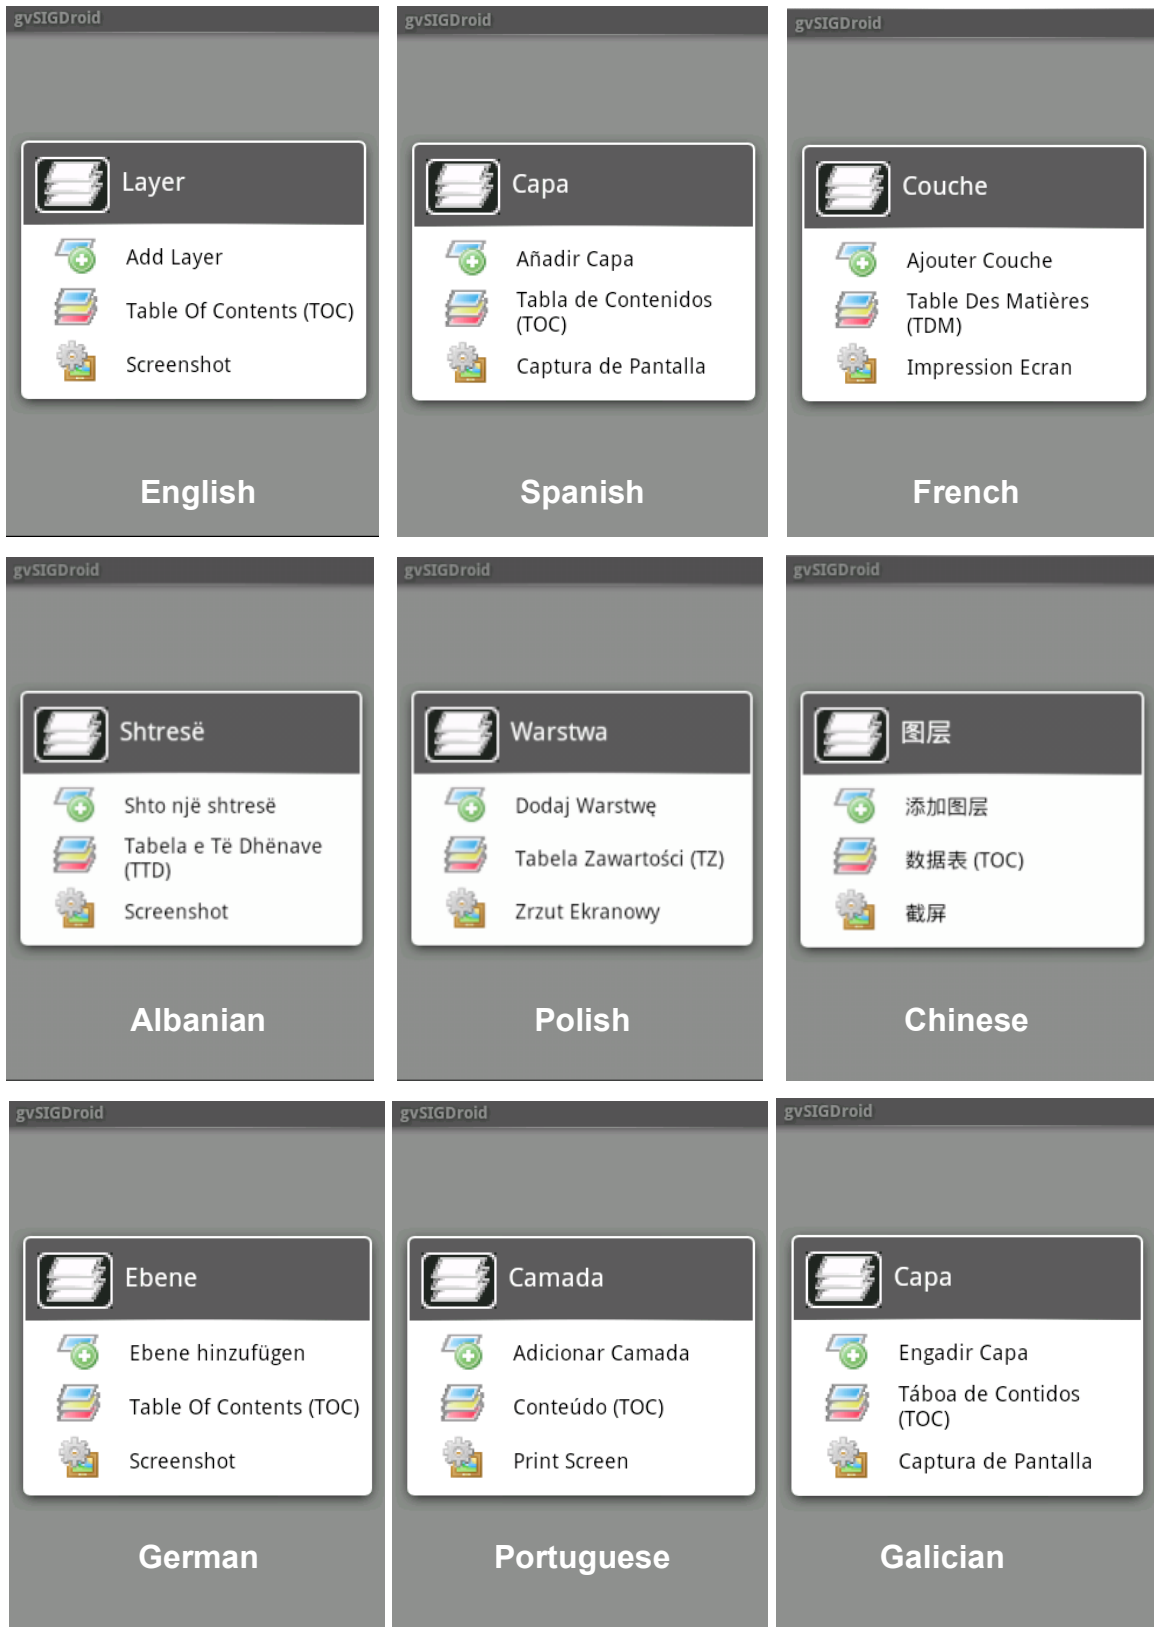 gvSIGDroid
Layer
Add Layer
Table Of Contents (TOC)
Screenshot
English
gvSIGDroid
Capa
Añadir Capa
Tabla de Contenidos
(TOC)
Captura de Pantalla
Spanish
gvSIGDroid
Couche
Ajouter Couche
Table Des Matières
(TDM)
Impression Ecran
French
gvSIGDroid
Shtresë
Shto një shtresë
Tabela e Të Dhënave
(TTD)
Screenshot
Albanian
gvSIGDroid
Warstwa
Dodaj Warstwę
Tabela Zawartości (TZ)
Zrzut Ekranowy
Polish
gvSIGDroid
图层
添加图层
数据表 (TOC)
截屏
Chinese
gvSIGDroid
Ebene
Ebene hinzufügen
Table Of Contents (TOC)
Screenshot
German
gvSIGDroid
Camada
Adicionar Camada
Conteúdo (TOC)
Print Screen
Portuguese
gvSIGDroid
Capa
Engadir Capa
Táboa de Contidos
(TOC)
Captura de Pantalla
Galician